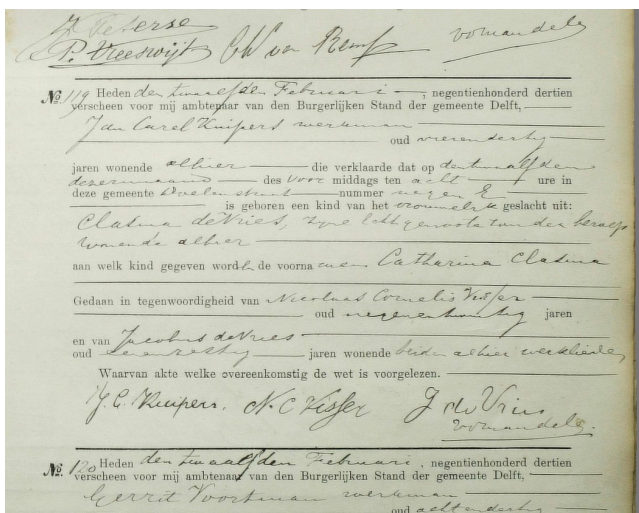 J Peterse
P. Vreeswijk CW van Kemp
No. 119 Heden den twaalfden Februari, negentienhonderd dertien
verscheen voor mij ambtenaar van den Burgerlijken Stand der gemeente Delft,
Jan Carel Kuipers werkman
oud vierendertig
jaren wonende alhier die verklaarde dat op den twaalfden
dezer maand des voor middags ten acht ure in
deze gemeente Doelenstraat nummer negen E
is geboren een kind van het vrouwelijk geslacht uit:
Clasina de Vries, zijne Echtgenoote zonder beroep
wonende alhier
aan welk kind gegeven wordt de voornamen Catharina Clasina
Gedaan in tegenwoordigheid van Nicolaas Cornelis Visser
oud negenentwintig jaren
en van Jacobus de Vries
oud jaren wonende beiden alhier werklieden
Waarvan akte welke overeenkomstig de wet is voorgelezen.
J. C. Kuipers. N. C Visser J de Vries
No. 120 Heden den twaalfden Februari, negentienhonderd dertien
verscheen voor mij ambtenaar van den Burgerlijken Stand der gemeente Delft,
Gerrit Voortman werkman
oud achtendertig